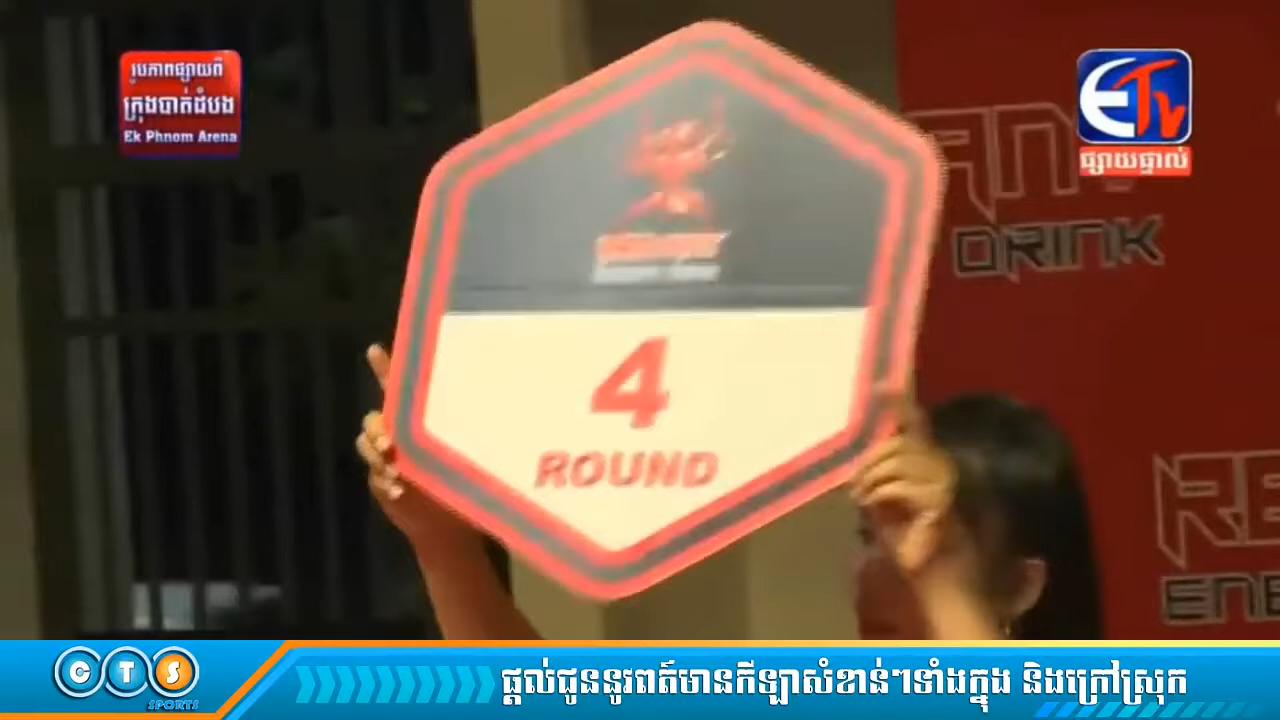 រូបភាពផ្សាយពី
ក្រុងបាក់ដំបង
Ek Phnom Arena
ETv
ផ្សាយផ្ទាល់
DRINK
4
ROUND
CTS
SPORTS
ផ្តល់ជូននូវពត៌មានកីឡាសំខាន់ៗទាំងក្នុង និងក្រៅស្រុក